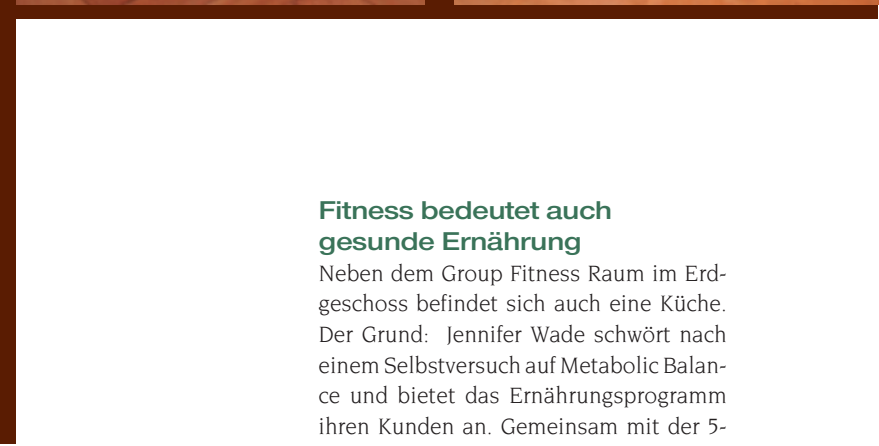 Fitness bedeutet auch
gesunde Ernährung
Neben dem Group Fitness Raum im Erd-
geschoss befindet sich auch eine Küche.
Der Grund:  Jennifer Wade schwört nach
einem Selbstversuch auf Metabolic Balan-
ce und bietet das Ernährungsprogramm
ihren Kunden an. Gemeinsam mit der 5-